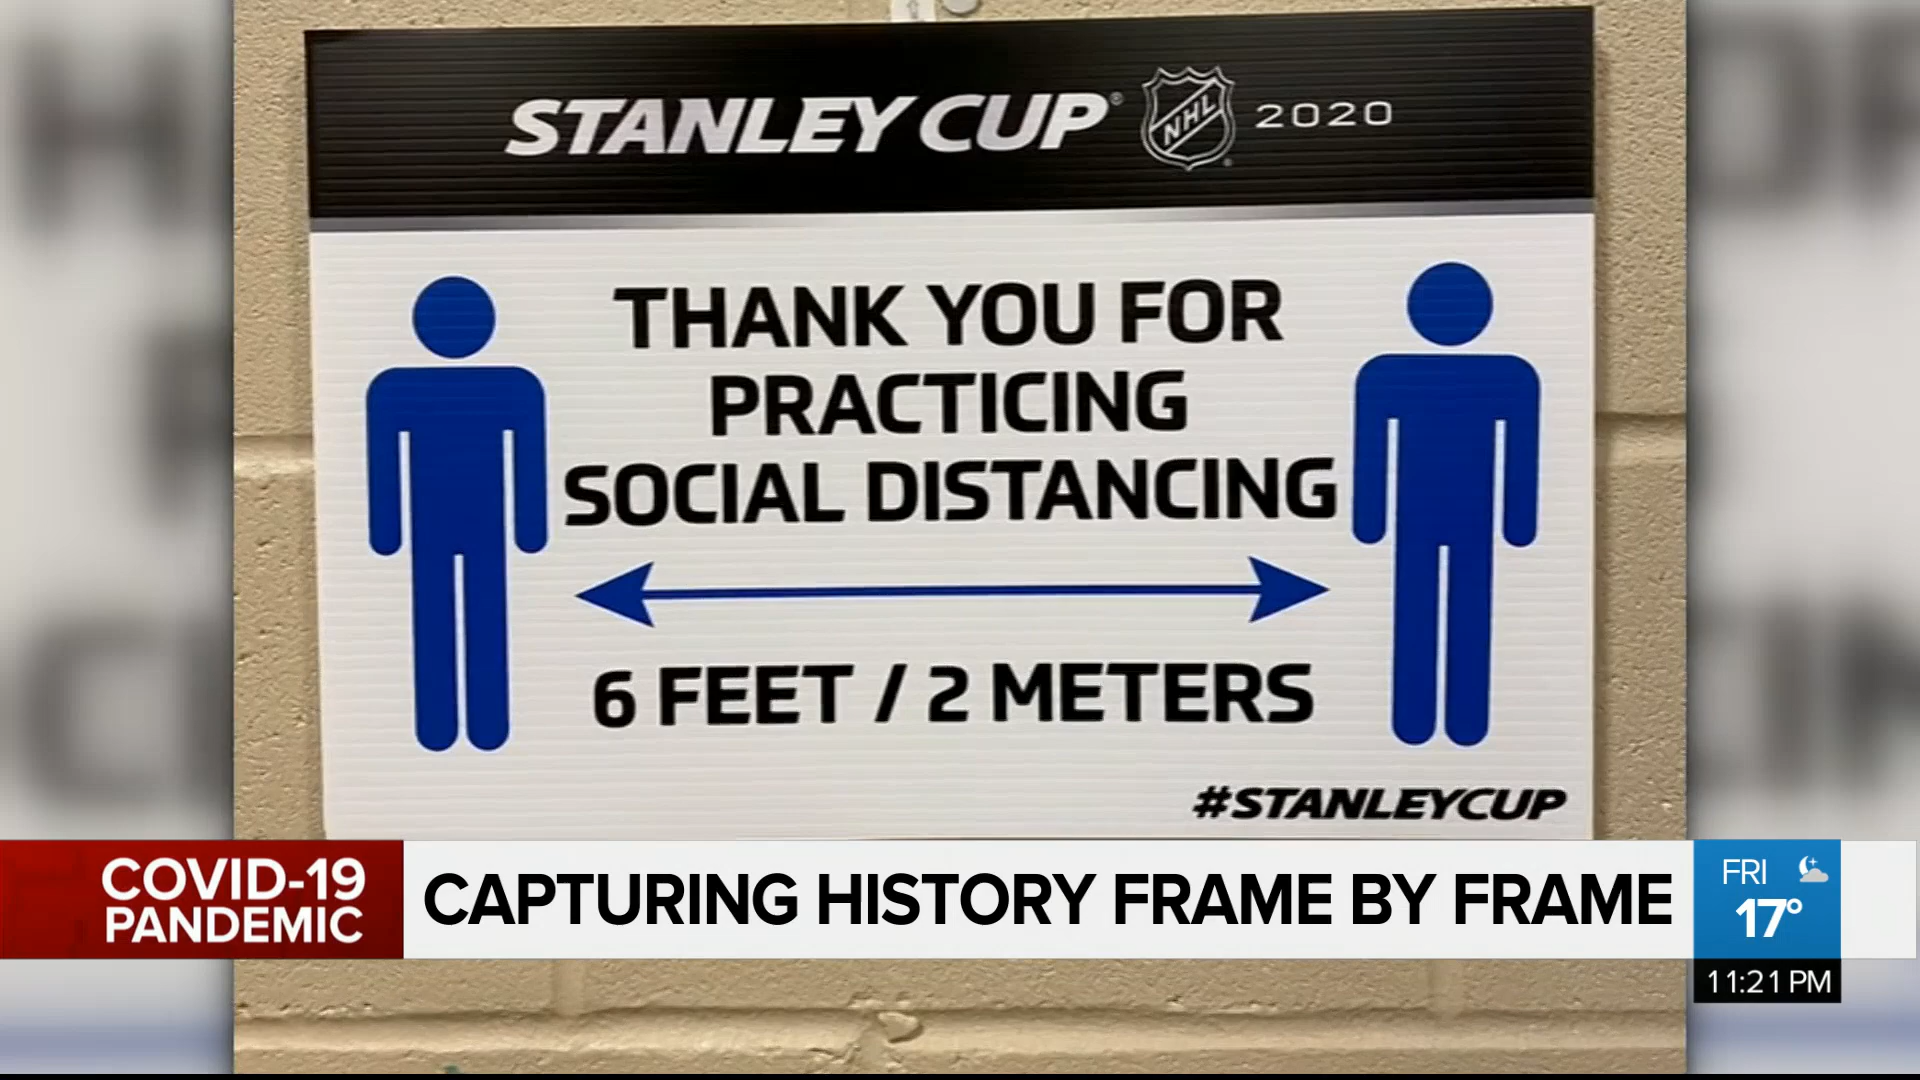 STANLEY CUP® NHL® 2020
THANK YOU FOR
PRACTICING
SOCIAL DISTANCING
6 FEET / 2 METERS
#STANLEYCUP
COVID-19
PANDEMIC
CAPTURING HISTORY FRAME BY FRAME
FRI
17°
11:21 PM